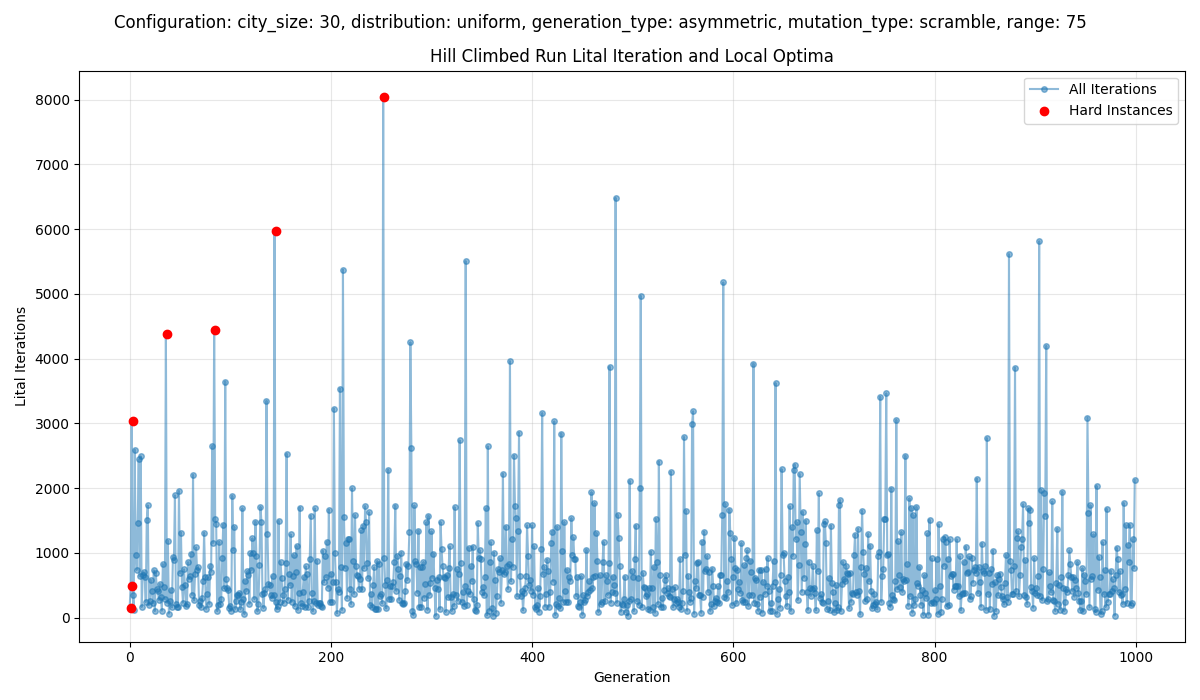 Configuration: city_size: 30, distribution: uniform, generation_type: asymmetric, mutation_type: scramble, range: 75
Hill Climbed Run Lital Iteration and Local Optima
All Iterations
Hard Instances
Lital Iterations
8000
7000
6000
5000
4000
3000
2000
1000
0
0 200 400 600 800 1000
Generation